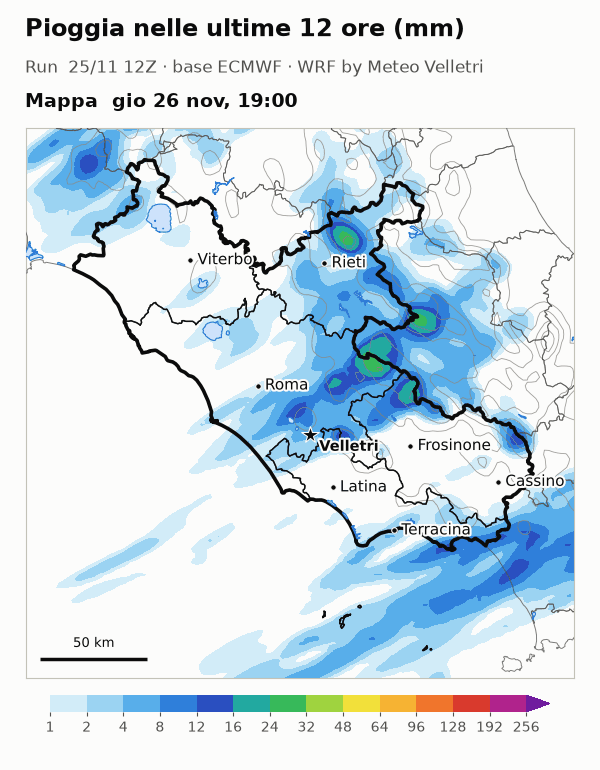 Pioggia nelle ultime 12 ore (mm)
Run  25/11 12Z · base ECMWF · WRF by Meteo Velletri
Mappa  gio 26 nov, 19:00
Viterbo
Rieti
Roma
Velletri
Frosinone
Cassino
Latina
Terracina
50 km
1 2 4 8 12 16 24 32 48 64 96 128 192 256